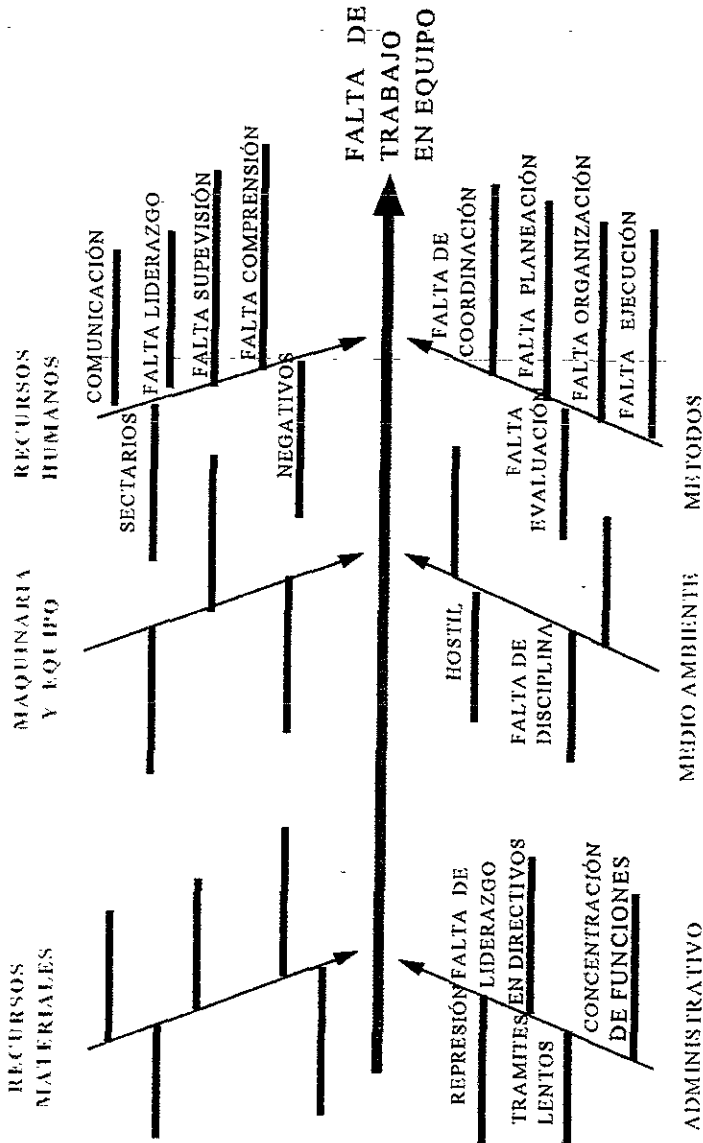 RECURSOS
MATERIALES
MAQUINARIA
Y EQUIPO
RECURSOS
HUMANOS
COMUNICACIÓN
SECTARIOS
FALTA LIDERAZGO
FALTA SUPEVISIÓN
FALTA COMPRENSIÓN
NEGATIVOS
FALTA DE
TRABAJO
EN EQUIPO
REPRESIÓN
FALTA DE
LIDERAZGO
EN DIRECTIVOS
TRAMITES
LENTOS
CONCENTRACIÓN
DE FUNCIONES
ADMINISTRATIVO
HOSTIL
FALTA DE
DISCIPLINA
MEDIO AMBIENTE
FALTA DE
COORDINACIÓN
FALTA PLANEACIÓN
FALTA
EVALUACIÓN
FALTA ORGANIZACIÓN
FALTA EJECUCIÓN
METODOS